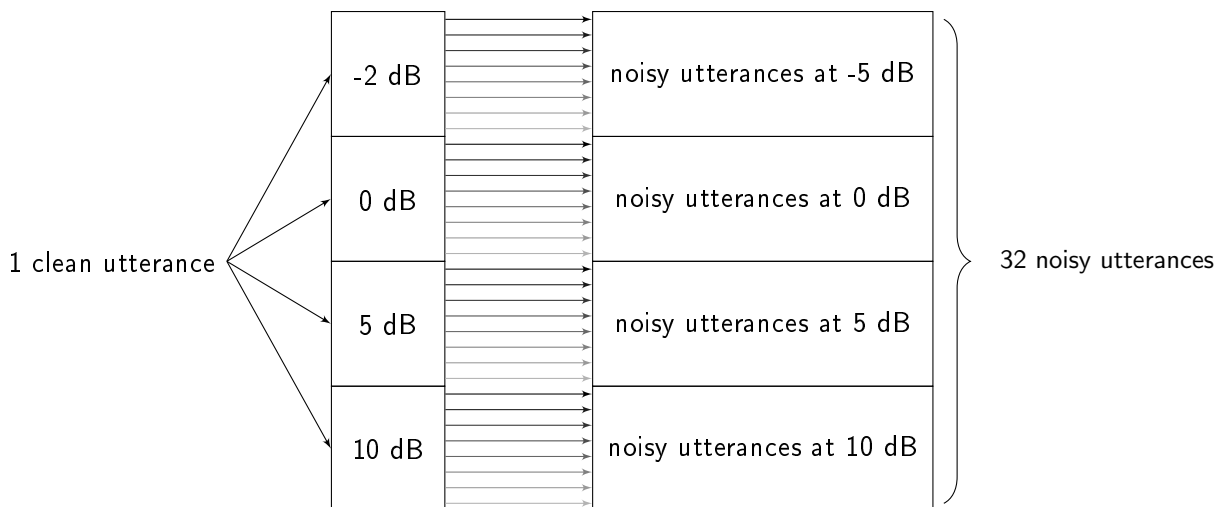 -2 dB
noisy utterances at -5 dB
0 dB
noisy utterances at 0 dB
1 clean utterance
32 noisy utterances
5 dB
noisy utterances at 5 dB
10 dB
noisy utterances at 10 dB